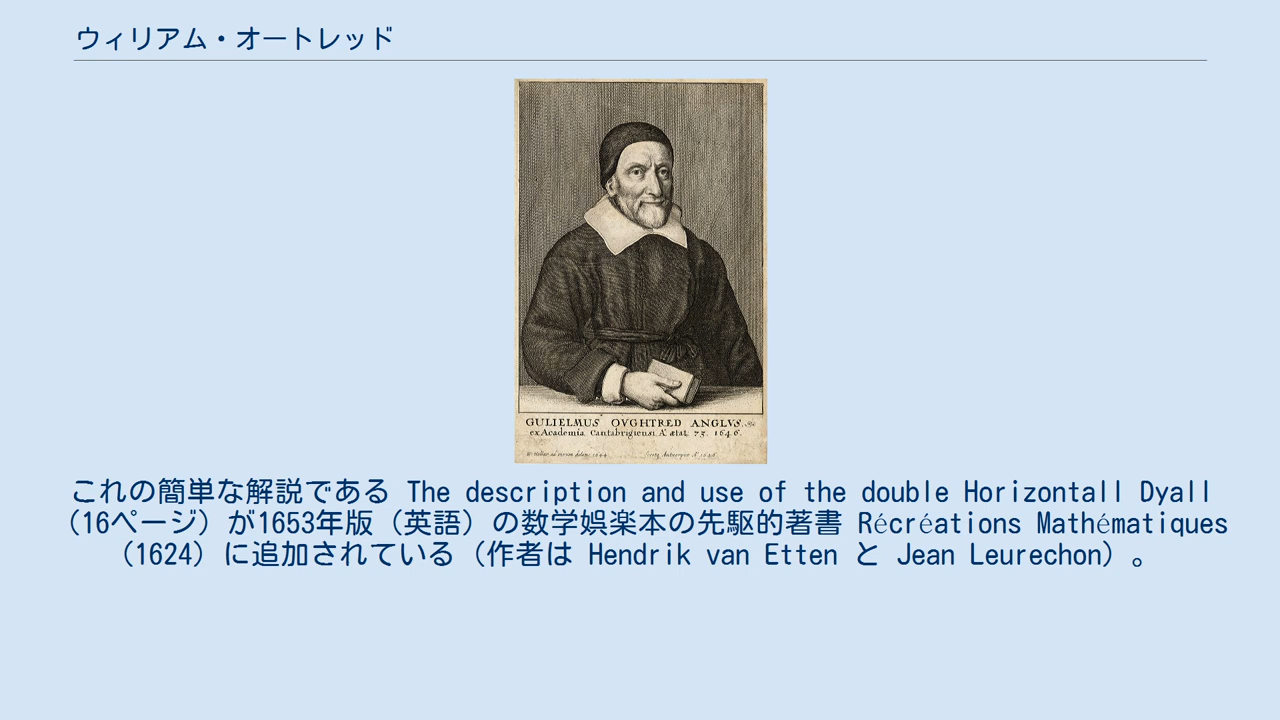 ウィリアム・オートレッド
GULIELMUS OVGHTRED ANGLVS.
ex Academia Cantabrigiensi Aº ætat. 73. 1646.
これの簡単な解説である The description and use of the double Horizontall Dyall
(16ページ) が1653年版 (英語) の数学娯楽本の先駆的著書 Récréations Mathématiques
(1624) に追加されている (作者は Hendrik van Etten と Jean Leurechon) 。